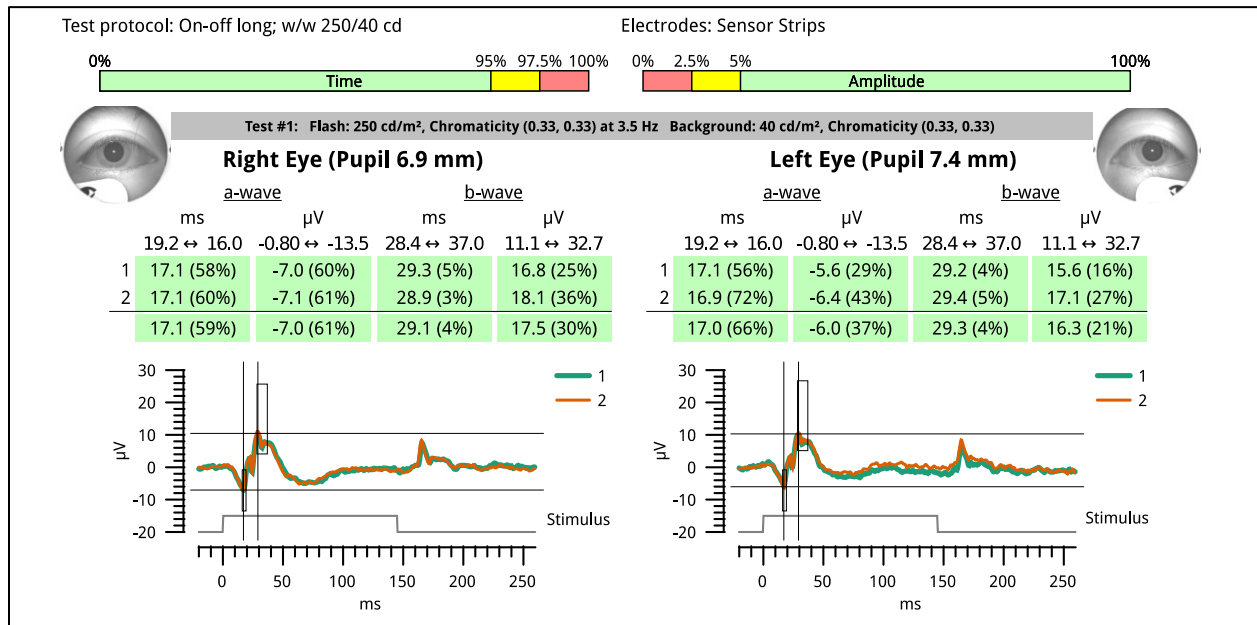 Test protocol: On-off long; w/w 250/40 cd Electrodes: Sensor Strips
0% 95% 97.5% 100% 0% 2.5% 5% 100%
Time Amplitude
Test #1: Flash: 250 cd/m², Chromaticity (0.33, 0.33) at 3.5 Hz Background: 40 cd/m², Chromaticity (0.33, 0.33)
Right Eye (Pupil 6.9 mm) Left Eye (Pupil 7.4 mm)
a-wave b-wave a-wave b-wave
ms µV ms µV ms µV ms µV
19.2 ↔ 16.0 -0.80 ↔ -13.5 28.4 ↔ 37.0 11.1 ↔ 32.7 19.2 ↔ 16.0 -0.80 ↔ -13.5 28.4 ↔ 37.0 11.1 ↔ 32.7
1 17.1 (58%) -7.0 (60%) 29.3 (5%) 16.8 (25%) 1 17.1 (56%) -5.6 (29%) 29.2 (4%) 15.6 (16%)
2 17.1 (60%) -7.1 (61%) 28.9 (3%) 18.1 (36%) 2 16.9 (72%) -6.4 (43%) 29.4 (5%) 17.1 (27%)
17.1 (59%) -7.0 (61%) 29.1 (4%) 17.5 (30%) 17.0 (66%) -6.0 (37%) 29.3 (4%) 16.3 (21%)
30 1 30 1
20 2 20 2
10 10
µV µV
0 0
-10 -10
Stimulus Stimulus
-20 -20
0 50 100 150 200 250 0 50 100 150 200 250
ms ms